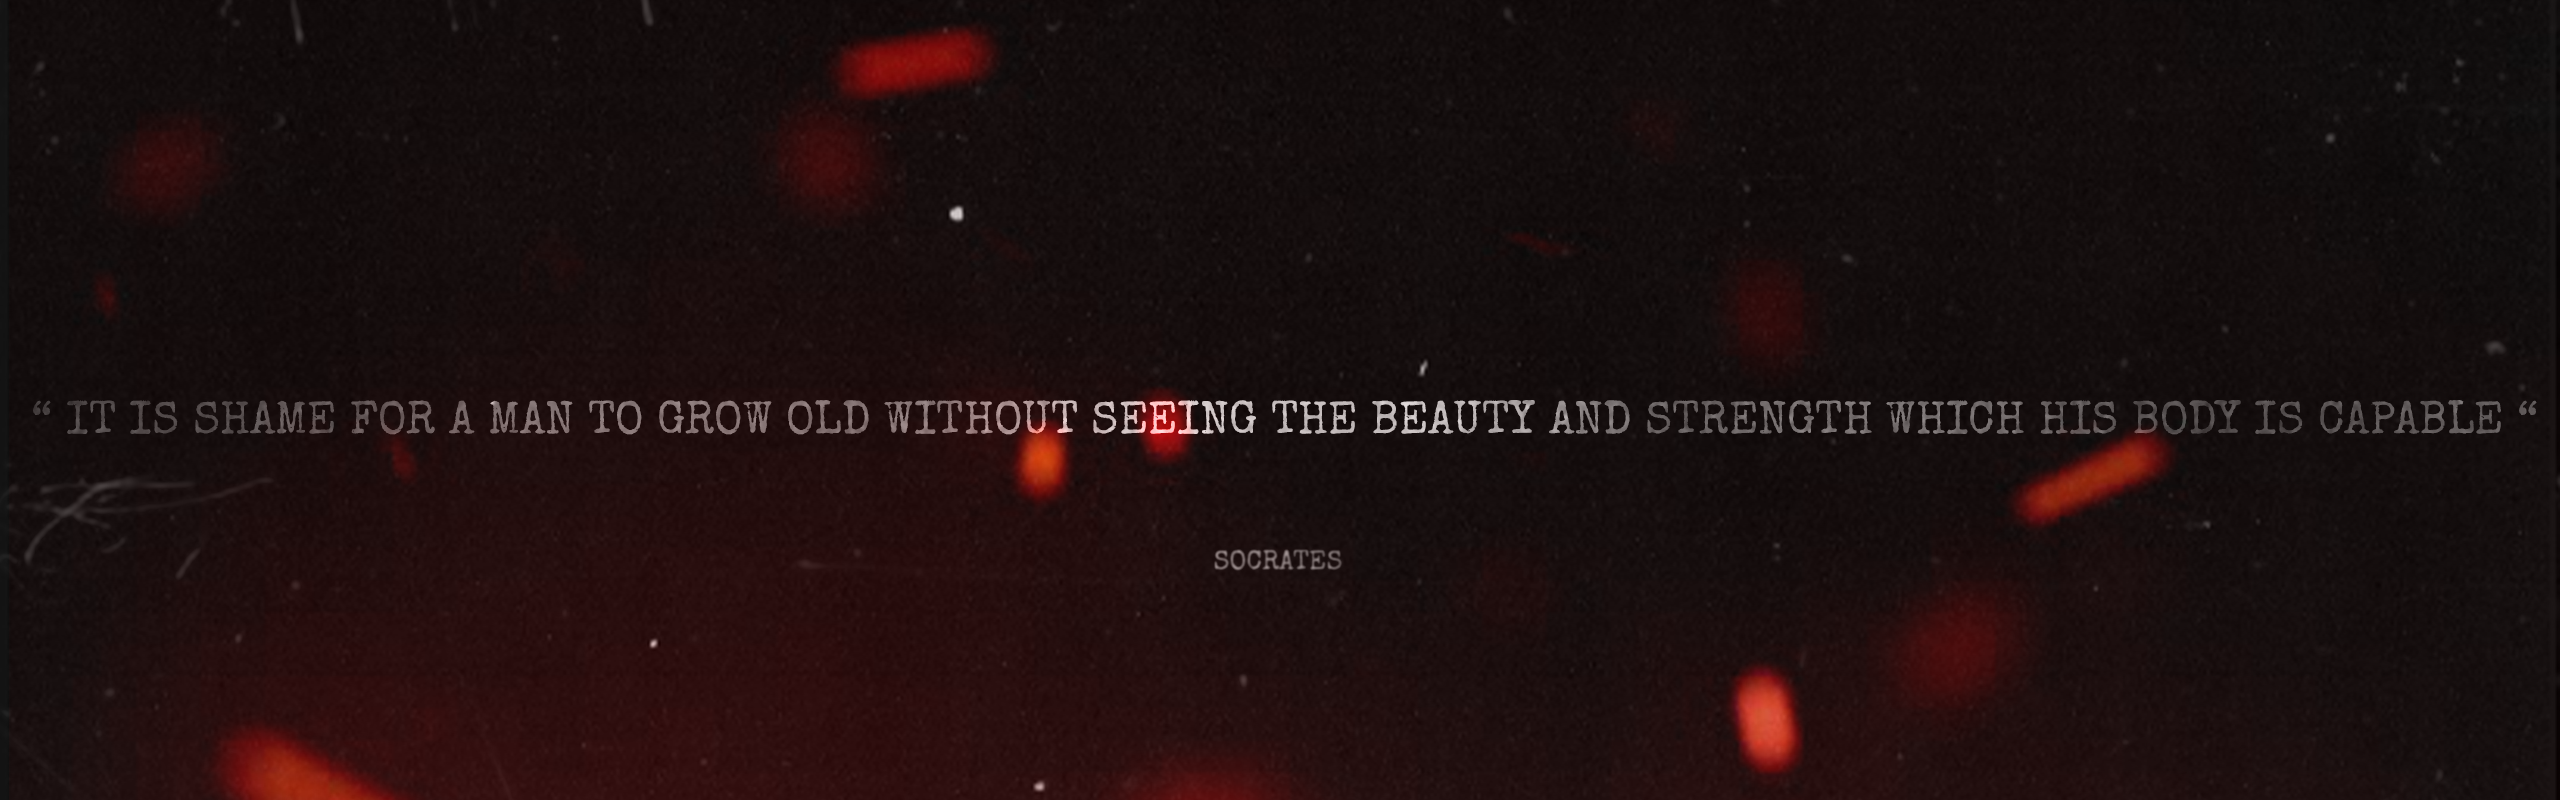 “ IT IS SHAME FOR A MAN TO GROW OLD WITHOUT SEEING THE BEAUTY AND STRENGTH WHICH HIS BODY IS CAPABLE “
SOCRATES